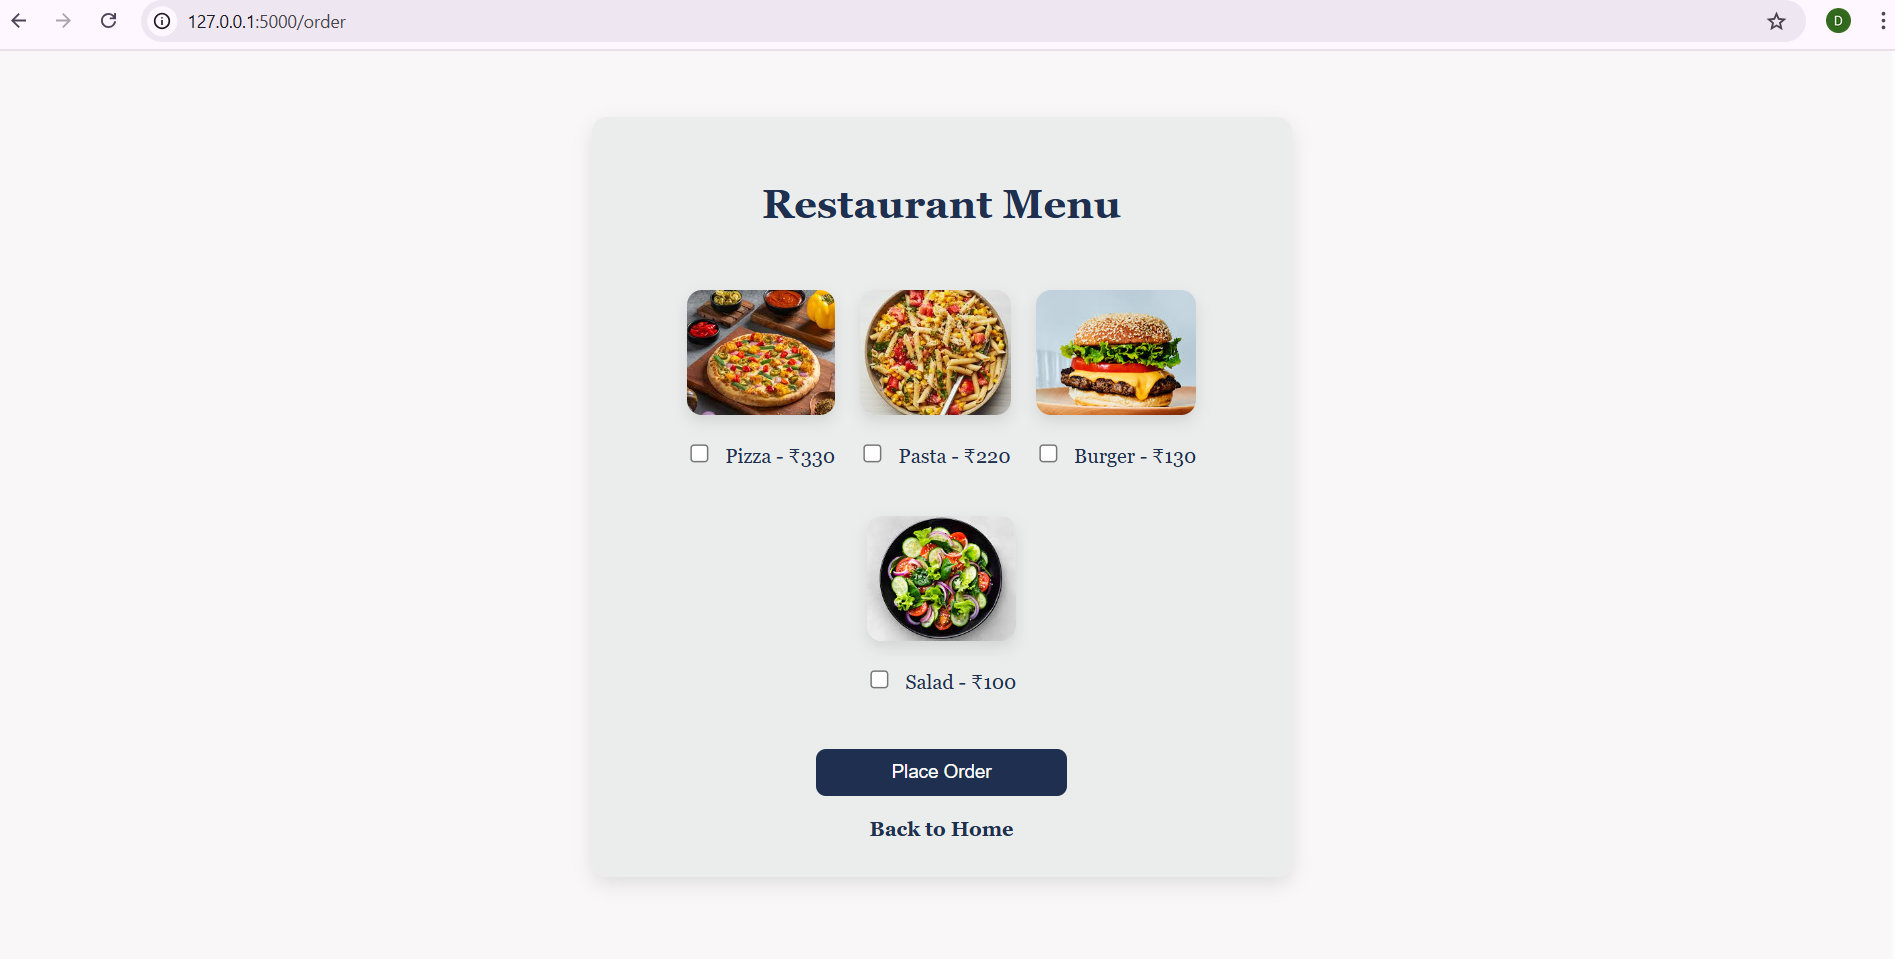 127.0.0.1:5000/order
D
Restaurant Menu
Pizza - ₹330
Pasta - ₹220
Burger - ₹130
Salad - ₹100
Place Order
Back to Home